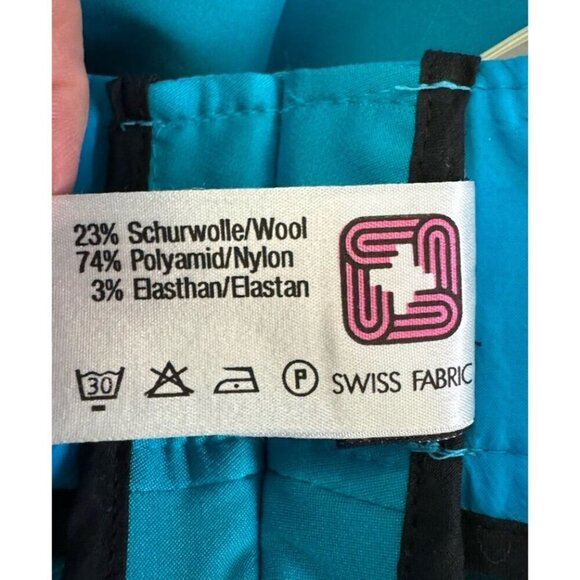 23% Schurwolle/Wool
74% Polyamid/Nylon
3% Elasthan/Elastan
30 P SWISS FABRIC